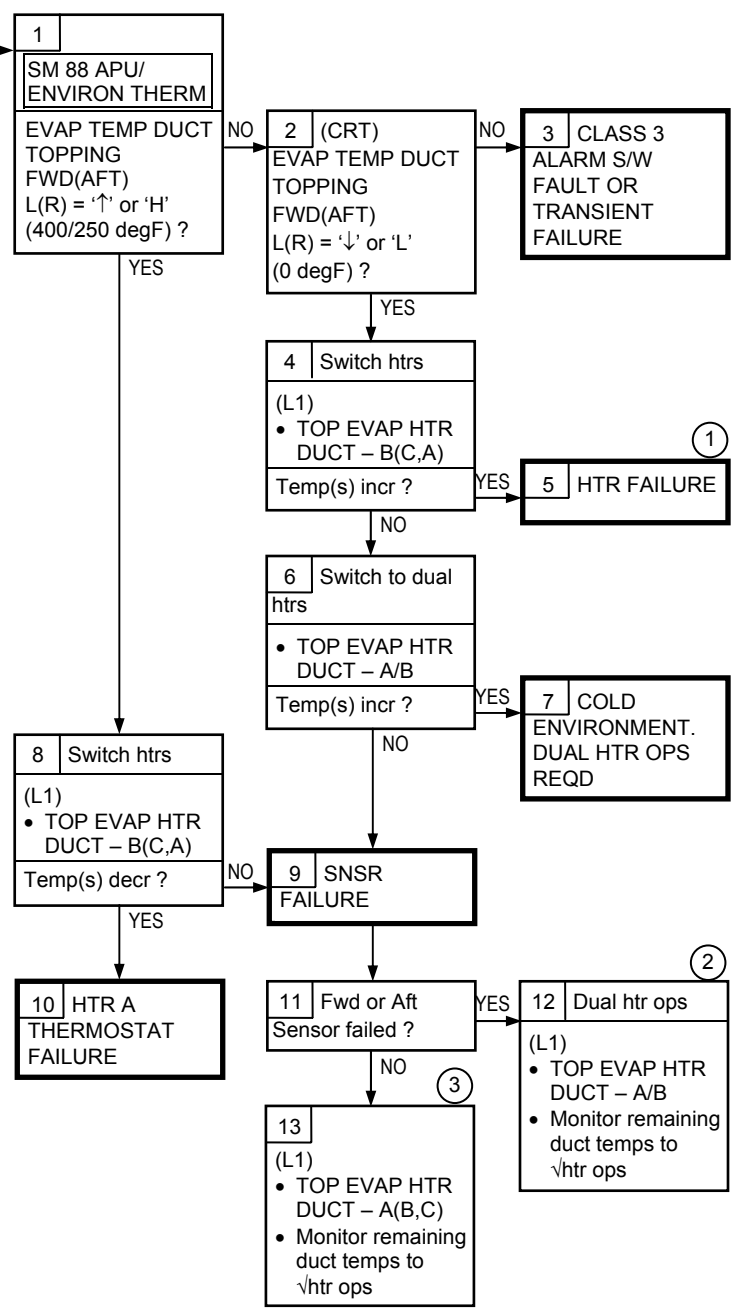 1
SM 88 APU/
ENVIRON THERM
EVAP TEMP DUCT
TOPPING
FWD(AFT)
L(R) = ‘↑’ or ‘H’
(400/250 degF) ?
NO
YES
2 (CRT)
EVAP TEMP DUCT
TOPPING
FWD(AFT)
L(R) = ‘↓’ or ‘L’
(0 degF) ?
NO
YES
3 CLASS 3
ALARM S/W
FAULT OR
TRANSIENT
FAILURE
4 Switch htrs
(L1)
• TOP EVAP HTR
DUCT – B(C,A)
Temp(s) incr ?
YES
NO
1
5 HTR FAILURE
6 Switch to dual
htrs
• TOP EVAP HTR
DUCT – A/B
Temp(s) incr ?
YES
NO
7 COLD
ENVIRONMENT.
DUAL HTR OPS
REQD
8 Switch htrs
(L1)
• TOP EVAP HTR
DUCT – B(C,A)
Temp(s) decr ?
NO
YES
9 SNSR
FAILURE
10 HTR A
THERMOSTAT
FAILURE
11 Fwd or Aft
Sensor failed ?
YES
NO
2
12 Dual htr ops
(L1)
• TOP EVAP HTR
DUCT – A/B
• Monitor remaining
duct temps to
√htr ops
3
13
(L1)
• TOP EVAP HTR
DUCT – A(B,C)
• Monitor remaining
duct temps to
√htr ops